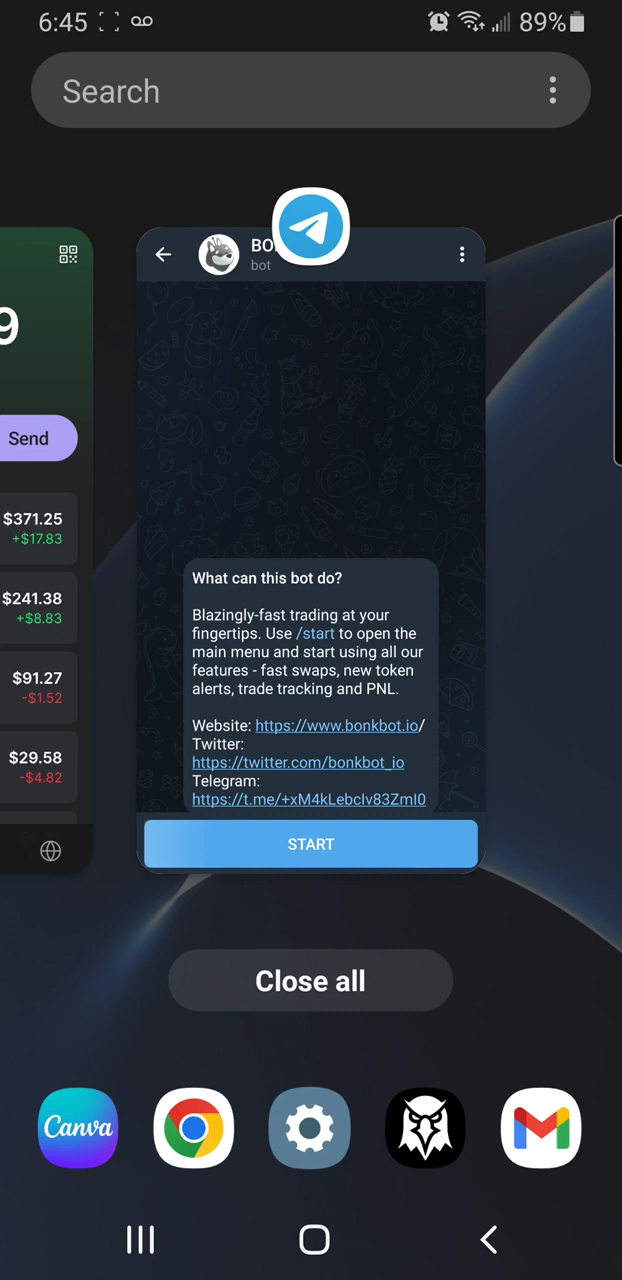 6:45
89%
Search
9
Send
$371.25
+$17.83
$241.38
+$8.83
$91.27
-$1.52
$29.58
-$4.82
BO
bot
What can this bot do?
Blazingly-fast trading at your
fingertips. Use /start to open the
main menu and start using all our
features - fast swaps, new token
alerts, trade tracking and PNL.
Website: https://www.bonkbot.io/
Twitter:
https://twitter.com/bonkbot_io
Telegram:
START
Close all
Canva